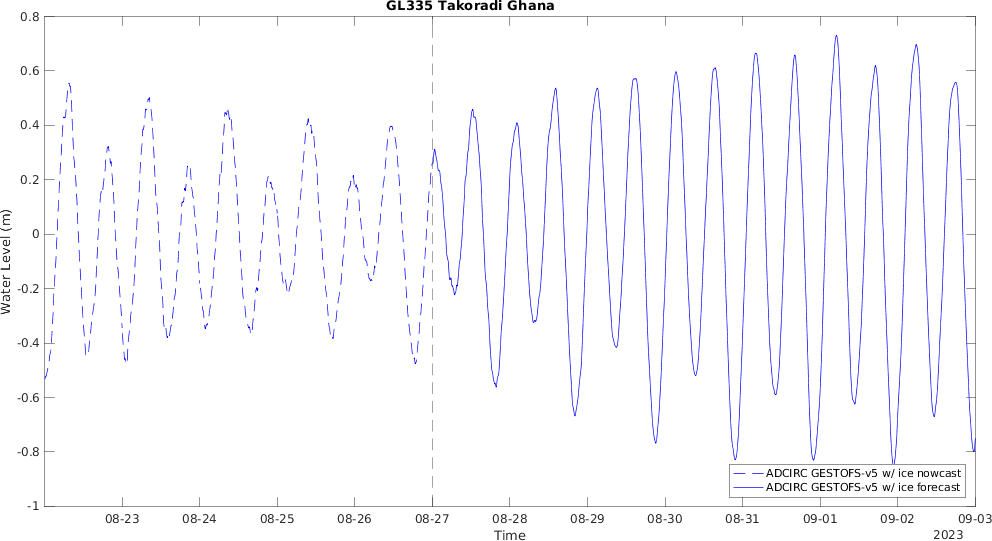 GL335 Takoradi Ghana
0.8
0.6
0.4
0.2
0
-0.2
-0.4
-0.6
-0.8
-1
Water Level (m)
ADCIRC GESTOFS-v5 w/ ice nowcast
ADCIRC GESTOFS-v5 w/ ice forecast
08-23 08-24 08-25 08-26 08-27 08-28 08-29 08-30 08-31 09-01 09-02 09-03
Time
2023